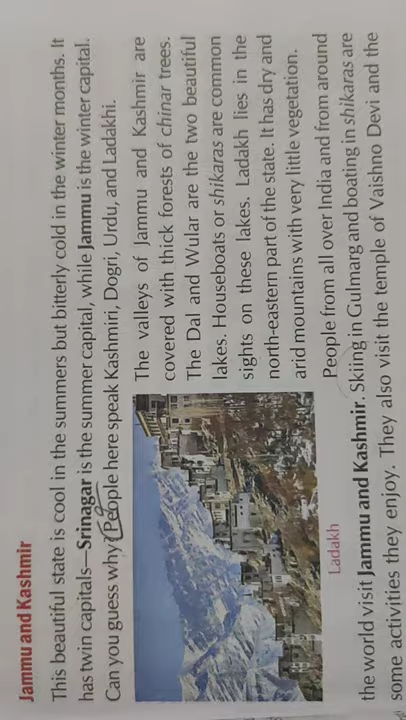 Jammu and Kashmir
This beautiful state is cool in the summers but bitterly cold in the winter months. It
has twin capitals—Srinagar is the summer capital, while Jammu is the winter capital.
Can you guess why? People here speak Kashmiri, Dogri, Urdu, and Ladakhi.
The valleys of Jammu and Kashmir are
covered with thick forests of chinar trees.
The Dal and Wular are the two beautiful
lakes. Houseboats or shikaras are common
sights on these lakes. Ladakh lies in the
north-eastern part of the state. It has dry and
arid mountains with very little vegetation.
People from all over India and from around
Ladakh
the world visit Jammu and Kashmir. Skiing in Gulmarg and boating in shikaras are
some activities they enjoy. They also visit the temple of Vaishno Devi and the